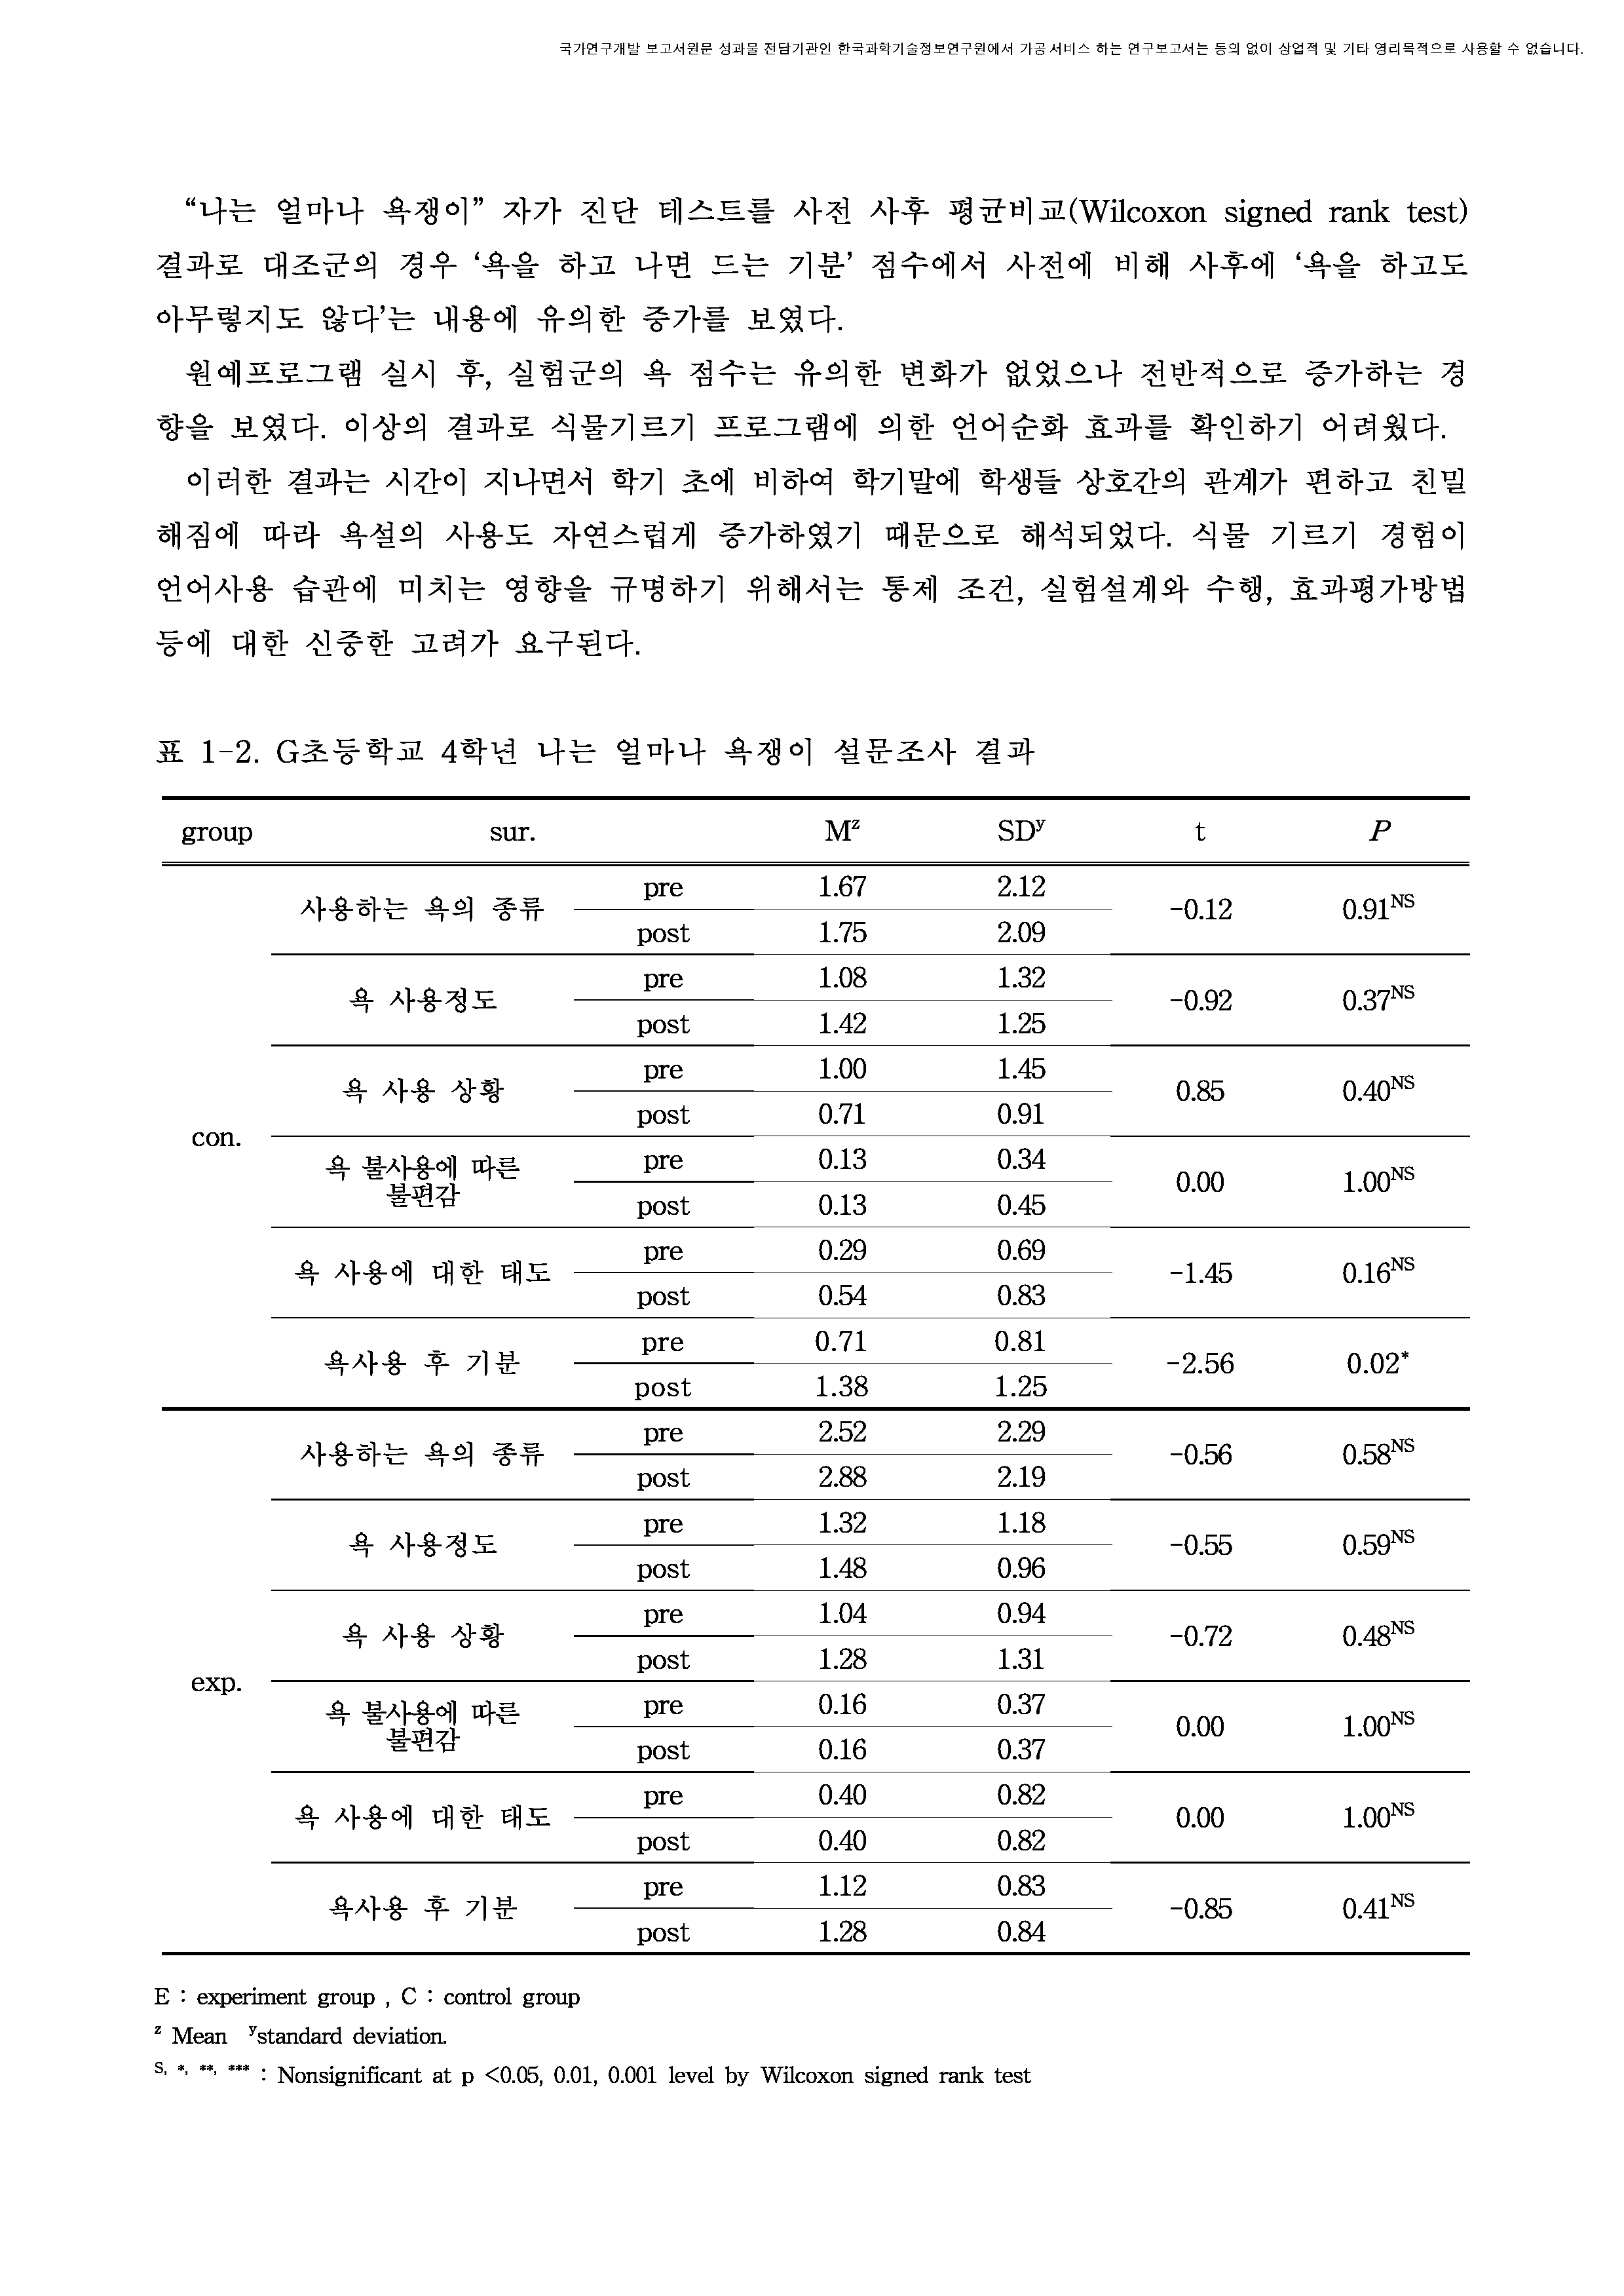 국가연구개발 보고서원문 성과물 전담기관인 한국과학기술정보연구원에서 가공·서비스 하는 연구보고서는 동의 없이 상업적 및 기타 영리목적으로 사용할 수 없습니다.
“나는 얼마나 욕쟁이” 자가 진단 테스트를 사전 사후 평균비교(Wilcoxon signed rank test)
결과로 대조군의 경우 ‘욕을 하고 나면 드는 기분’ 점수에서 사전에 비해 사후에 ‘욕을 하고도
아무렇지도 않다’는 내용에 유의한 증가를 보였다.
원예프로그램 실시 후, 실험군의 욕 점수는 유의한 변화가 없었으나 전반적으로 증가하는 경
향을 보였다. 이상의 결과로 식물기르기 프로그램에 의한 언어순화 효과를 확인하기 어려웠다.
이러한 결과는 시간이 지나면서 학기 초에 비하여 학기말에 학생들 상호간의 관계가 편하고 친밀
해짐에 따라 욕설의 사용도 자연스럽게 증가하였기 때문으로 해석되었다. 식물 기르기 경험이
언어사용 습관에 미치는 영향을 규명하기 위해서는 통제 조건, 실험설계와 수행, 효과평가방법
등에 대한 신중한 고려가 요구된다.
표 1-2. G초등학교 4학년 나는 얼마나 욕쟁이 설문조사 결과
group sur. Mᶻ SDʸ t P
con. 사용하는 욕의 종류 pre 1.67 2.12 -0.12 0.91ᴺˢ
post 1.75 2.09
욕 사용정도 pre 1.08 1.32 -0.92 0.37ᴺˢ
post 1.42 1.25
욕 사용 상황 pre 1.00 1.45 0.85 0.40ᴺˢ
post 0.71 0.91
욕 불사용에 따른 불편감 pre 0.13 0.34 0.00 1.00ᴺˢ
post 0.13 0.45
욕 사용에 대한 태도 pre 0.29 0.69 -1.45 0.16ᴺˢ
post 0.54 0.83
욕사용 후 기분 pre 0.71 0.81 -2.56 0.02*
post 1.38 1.25
exp. 사용하는 욕의 종류 pre 2.52 2.29 -0.56 0.58ᴺˢ
post 2.88 2.19
욕 사용정도 pre 1.32 1.18 -0.55 0.59ᴺˢ
post 1.48 0.96
욕 사용 상황 pre 1.04 0.94 -0.72 0.48ᴺˢ
post 1.28 1.31
욕 불사용에 따른 불편감 pre 0.16 0.37 0.00 1.00ᴺˢ
post 0.16 0.37
욕 사용에 대한 태도 pre 0.40 0.82 0.00 1.00ᴺˢ
post 0.40 0.82
욕사용 후 기분 pre 1.12 0.83 -0.85 0.41ᴺˢ
post 1.28 0.84
E : experiment group , C : control group
ᶻ Mean ʸstandard deviation.
S, *, **, *** : Nonsignificant at p <0.05, 0.01, 0.001 level by Wilcoxon signed rank test